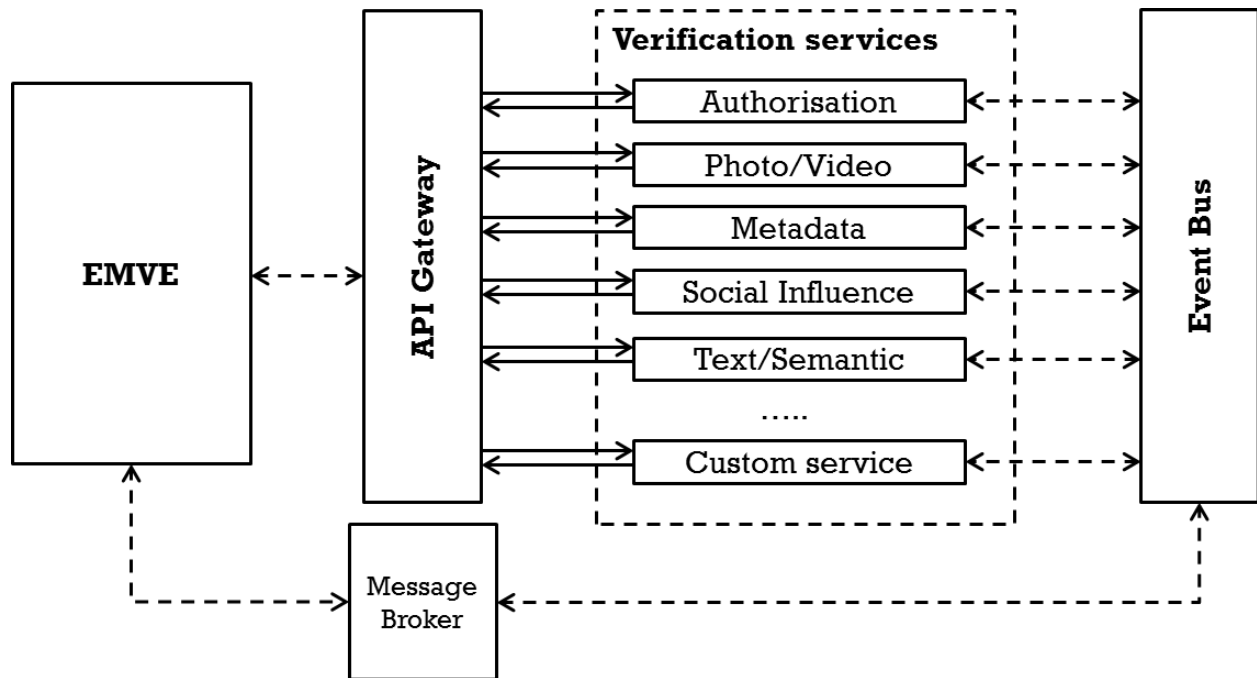 EMVE
API Gateway
Verification services
Authorisation
Photo/Video
Metadata
Social Influence
Text/Semantic
.....
Custom service
Event Bus
Message
Broker